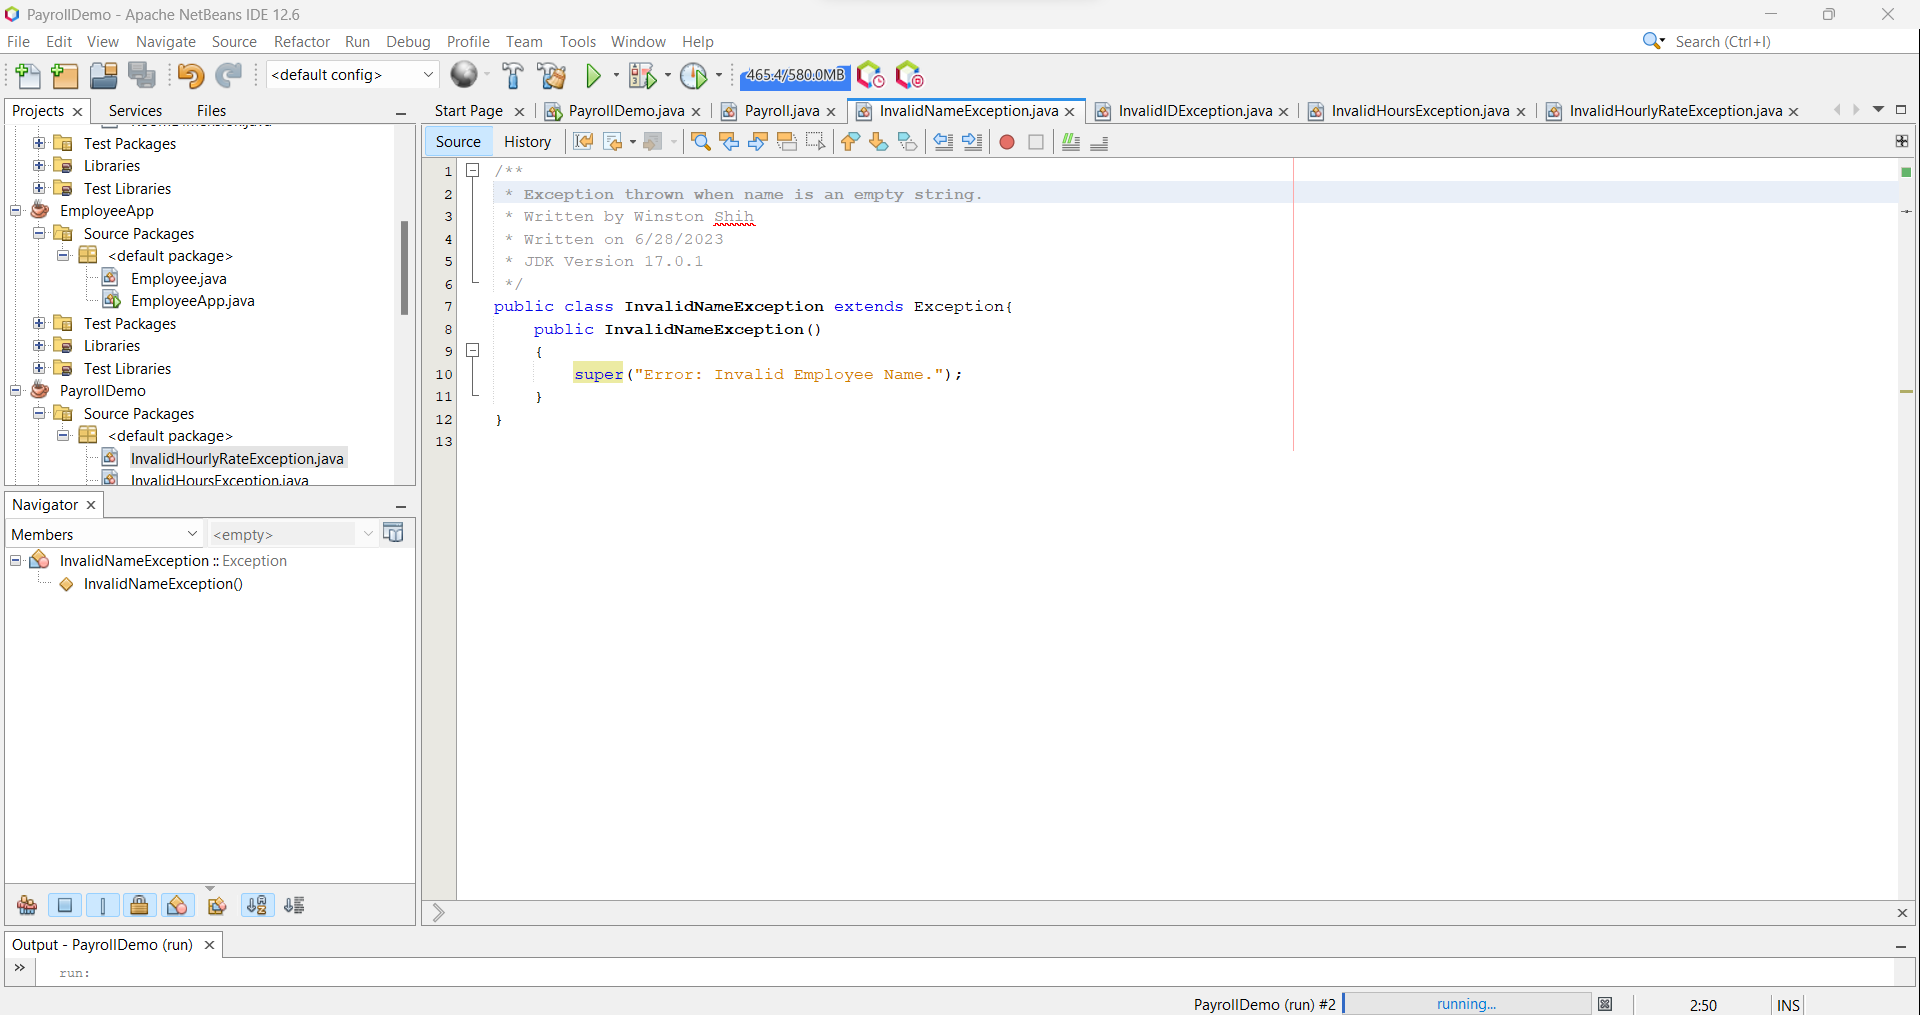 PayrollDemo - Apache NetBeans IDE 12.6
File Edit View Navigate Source Refactor Run Debug Profile Team Tools Window Help
Search (Ctrl+I)
<default config>
465.4/580.0MB
Projects Services Files
Test Packages
Libraries
Test Libraries
EmployeeApp
Source Packages
<default package>
Employee.java
EmployeeApp.java
Test Packages
Libraries
Test Libraries
PayrollDemo
Source Packages
<default package>
InvalidHourlyRateException.java
InvalidHoursException.java
Start Page PayrollDemo.java Payroll.java InvalidNameException.java InvalidIDException.java InvalidHoursException.java InvalidHourlyRateException.java
Source History
1 /**
2 * Exception thrown when name is an empty string.
3 * Written by Winston Shih
4 * Written on 6/28/2023
5 * JDK Version 17.0.1
6 */
7 public class InvalidNameException extends Exception{
8 public InvalidNameException()
9 {
10 super("Error: Invalid Employee Name.");
11 }
12 }
13
Navigator
Members <empty>
InvalidNameException :: Exception
InvalidNameException()
Output - PayrollDemo (run)
run:
PayrollDemo (run) #2 running... 2:50 INS